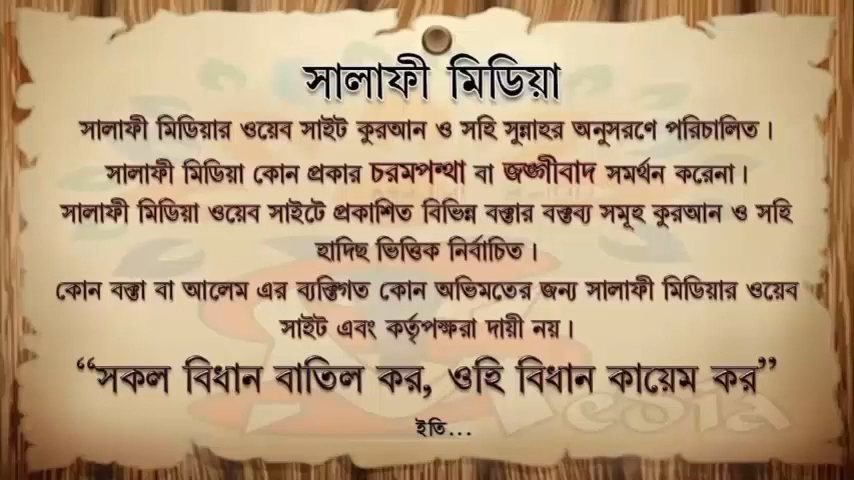 সালাফী মিডিয়া
সালাফী মিডিয়ার ওয়েব সাইট কুরআন ও সহি সুন্নাহর অনুসরণে পরিচালিত।
সালাফী মিডিয়া কোন প্রকার চরমপন্থা বা জঙ্গীবাদ সমর্থন করেনা।
সালাফী মিডিয়া ওয়েব সাইটে প্রকাশিত বিভিন্ন বক্তার বক্তব্য সমূহ কুরআন ও সহি
হাদিছ ভিত্তিক নির্বাচিত।
কোন বক্তা বা আলেম এর ব্যক্তিগত কোন অভিমতের জন্য সালাফী মিডিয়ার ওয়েব
সাইট এবং কর্তৃপক্ষরা দায়ী নয়।
“সকল বিধান বাতিল কর, ওহি বিধান কায়েম কর”
ইতি...